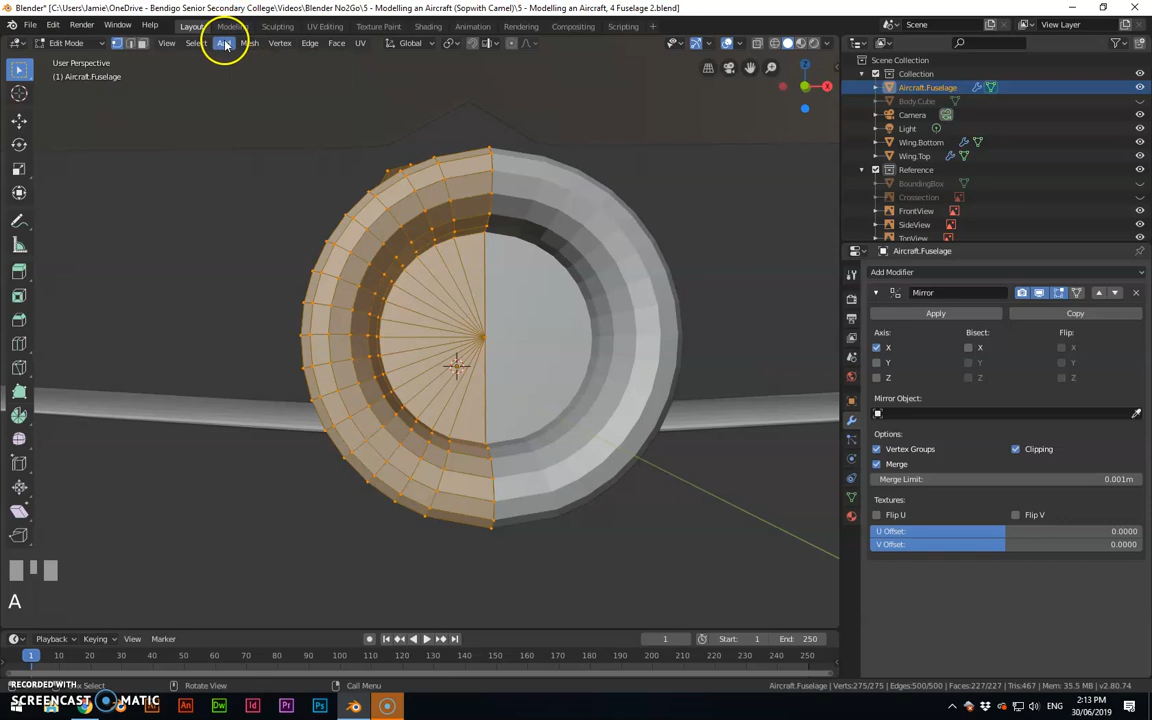 Blender* [C:\Users\Jamie\OneDrive - Bendigo Senior Secondary College\Videos\Blender No2Go\5 - Modelling an Aircraft (Sopwith Camel)\5 - Modelling an Aircraft, 4 Fuselage 2.blend]
File Edit Render Window Help Layout Modeling Sculpting UV Editing Texture Paint Shading Animation Rendering Compositing Scripting + Scene View Layer
Edit Mode View Select Add Mesh Vertex Edge Face UV Global
User Perspective
(1) Aircraft.Fuselage
Z
X
Scene Collection
Collection
Aircraft.Fuselage
Body.Cube
Camera
Light
Wing.Bottom
Wing.Top
Reference
BoundingBox
Crossection
FrontView
SideView
TopView
Aircraft.Fuselage
Add Modifier
Mirror
Apply Copy
Axis: Bisect: Flip:
X X X
Y Y Y
Z Z Z
Mirror Object:
Options:
Vertex Groups Clipping
Merge
Merge Limit: 0.001m
Textures:
Flip U Flip V
U Offset: 0.0000
V Offset: 0.0000
A
Playback Keying View Marker 1 Start: 1 End: 250
1 10 20 30 40 50 60 70 80 90 100 110 120 130 140 150 160 170 180 190 200 210 220 230 240 250
RECORDED WITH
SCREENCAST MATIC
Select Rotate View Call Menu
Aircraft.Fuselage | Verts:275/275 | Edges:500/500 | Faces:227/227 | Tris:467 | Mem: 35.5 MB | v2.80.74
Dw Id Pr Ps
2:13 PM
30/06/2019